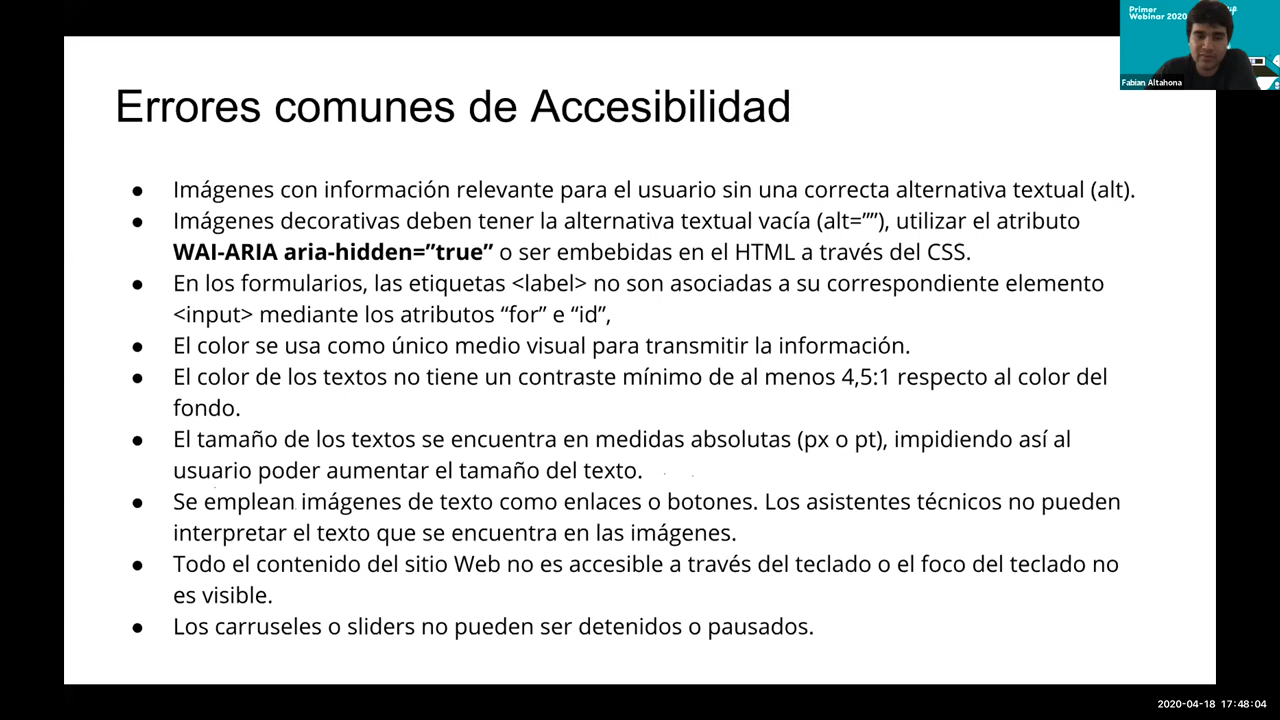 Primer
Webinar 2020
Fabian Altahona
Errores comunes de Accesibilidad
● Imágenes con información relevante para el usuario sin una correcta alternativa textual (alt).
● Imágenes decorativas deben tener la alternativa textual vacía (alt=””), utilizar el atributo
WAI-ARIA aria-hidden=”true” o ser embebidas en el HTML a través del CSS.
● En los formularios, las etiquetas <label> no son asociadas a su correspondiente elemento
<input> mediante los atributos “for” e “id”,
● El color se usa como único medio visual para transmitir la información.
● El color de los textos no tiene un contraste mínimo de al menos 4,5:1 respecto al color del
fondo.
● El tamaño de los textos se encuentra en medidas absolutas (px o pt), impidiendo así al
usuario poder aumentar el tamaño del texto.
● Se emplean imágenes de texto como enlaces o botones. Los asistentes técnicos no pueden
interpretar el texto que se encuentra en las imágenes.
● Todo el contenido del sitio Web no es accesible a través del teclado o el foco del teclado no
es visible.
● Los carruseles o sliders no pueden ser detenidos o pausados.
2020-04-18 17:48:04